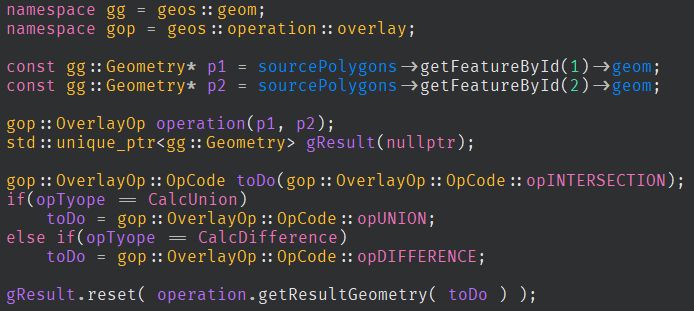 namespace gg = geos::geom;
namespace gop = geos::operation::overlay;
const gg::Geometry* p1 = sourcePolygons->getFeatureById(1)->geom;
const gg::Geometry* p2 = sourcePolygons->getFeatureById(2)->geom;
gop::OverlayOp operation(p1, p2);
std::unique_ptr<gg::Geometry> gResult(nullptr);
gop::OverlayOp::OpCode toDo(gop::OverlayOp::OpCode::opINTERSECTION);
if(opTyope == CalcUnion)
    toDo = gop::OverlayOp::OpCode::opUNION;
else if(opTyope == CalcDifference)
    toDo = gop::OverlayOp::OpCode::opDIFFERENCE;
gResult.reset( operation.getResultGeometry( toDo ) );